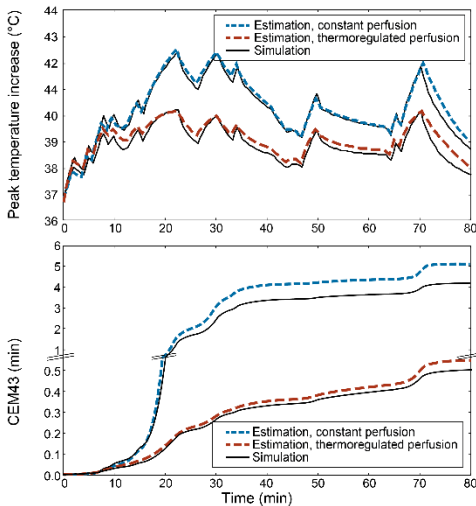 Peak temperature increase (°C)
44
43
42
41
40
39
38
37
36
Estimation, constant perfusion
Estimation, thermoregulated perfusion
Simulation
0 10 20 30 40 50 60 70 80
CEM43 (min)
6
5
4
3
2
1
0.5
0.4
0.3
0.2
0.1
0.0
Estimation, constant perfusion
Estimation, thermoregulated perfusion
Simulation
0 10 20 30 40 50 60 70 80
Time (min)